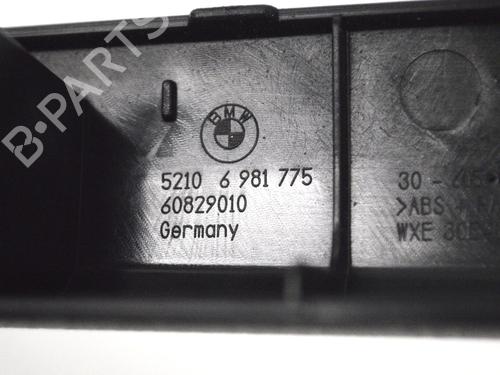 B-PARTS
BMW
5210 6 981 775
60829010
Germany
30 -
>ABS
WXE